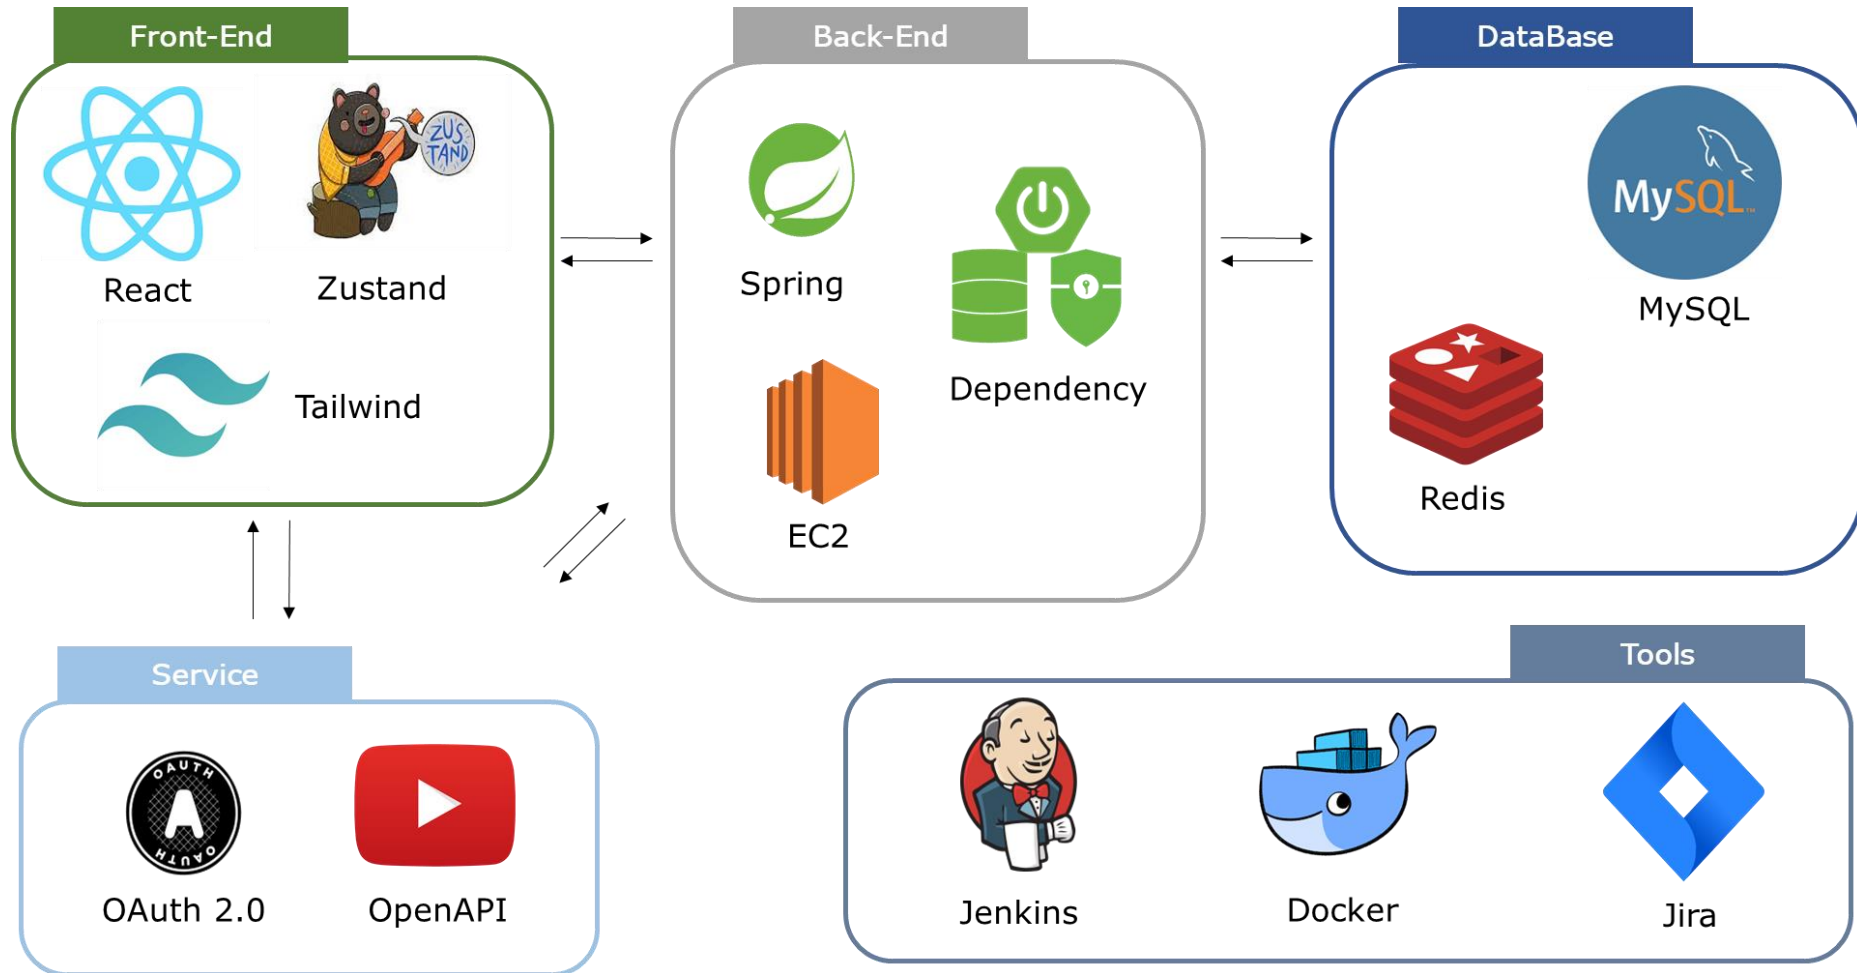 Front-End
ZUS
TAND
React
Zustand
Tailwind
Back-End
Spring
Dependency
EC2
DataBase
MySQL™
MySQL
Redis
Service
OAUTH
A
OAUTH
OAuth 2.0
OpenAPI
Tools
Jenkins
Docker
Jira